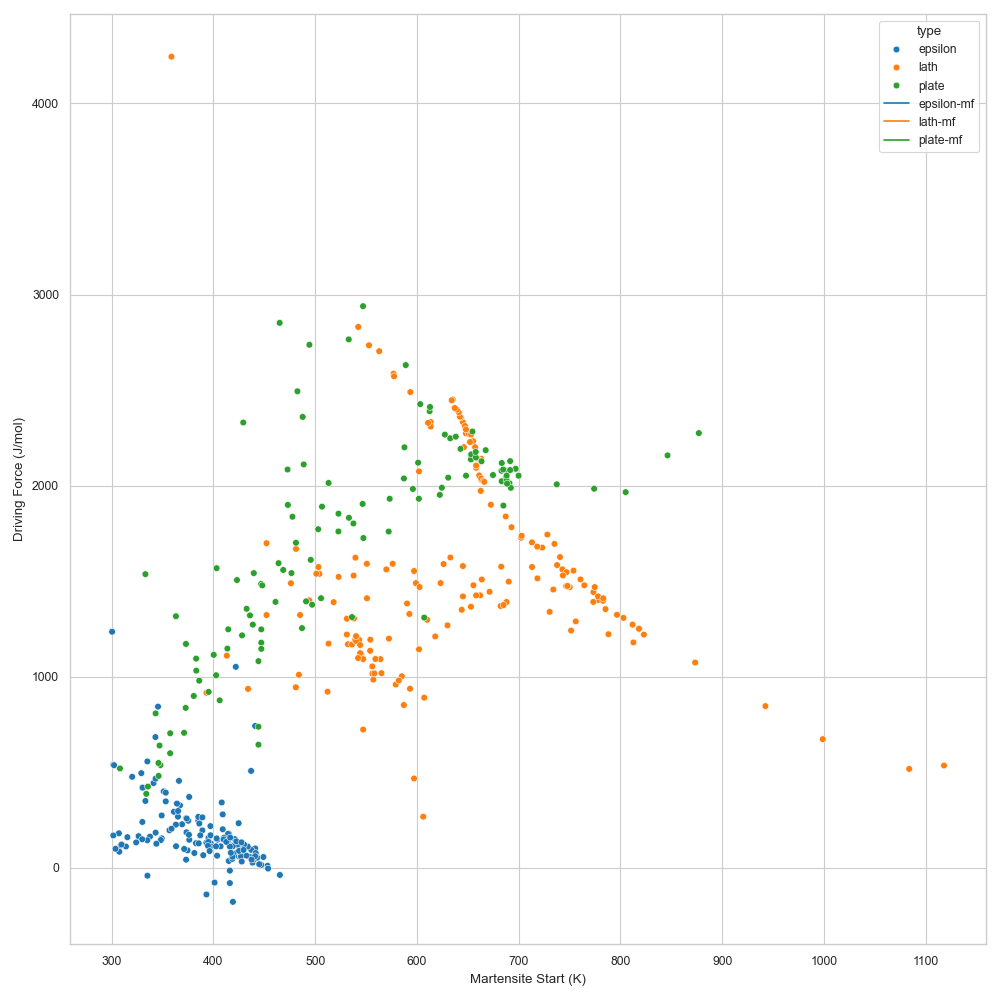 type
epsilon
lath
plate
epsilon-mf
lath-mf
plate-mf
4000
3000
2000
1000
0
Driving Force (J/mol)
300 400 500 600 700 800 900 1000 1100
Martensite Start (K)